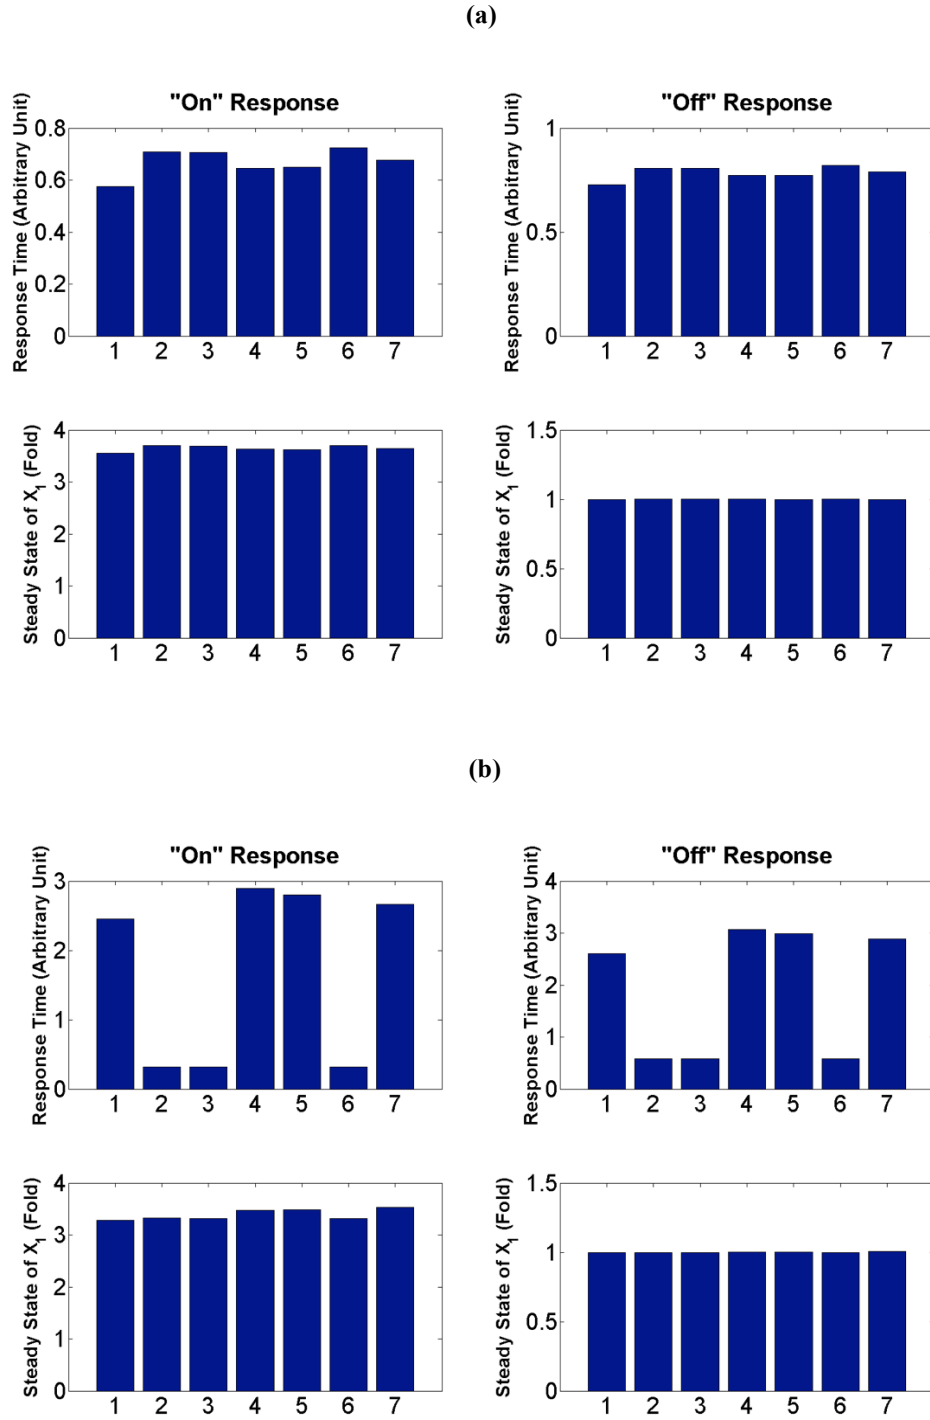 (a)
"On" Response
Response Time (Arbitrary Unit)
0.8
0.6
0.4
0.2
0
1 2 3 4 5 6 7
"Off" Response
Response Time (Arbitrary Unit)
1
0.5
0
1 2 3 4 5 6 7
Steady State of X1 (Fold)
4
3
2
1
0
1 2 3 4 5 6 7
Steady State of X1 (Fold)
1.5
1
0.5
0
1 2 3 4 5 6 7
(b)
"On" Response
Response Time (Arbitrary Unit)
3
2
1
0
1 2 3 4 5 6 7
"Off" Response
Response Time (Arbitrary Unit)
4
3
2
1
0
1 2 3 4 5 6 7
Steady State of X1 (Fold)
4
3
2
1
0
1 2 3 4 5 6 7
Steady State of X1 (Fold)
1.5
1
0.5
0
1 2 3 4 5 6 7